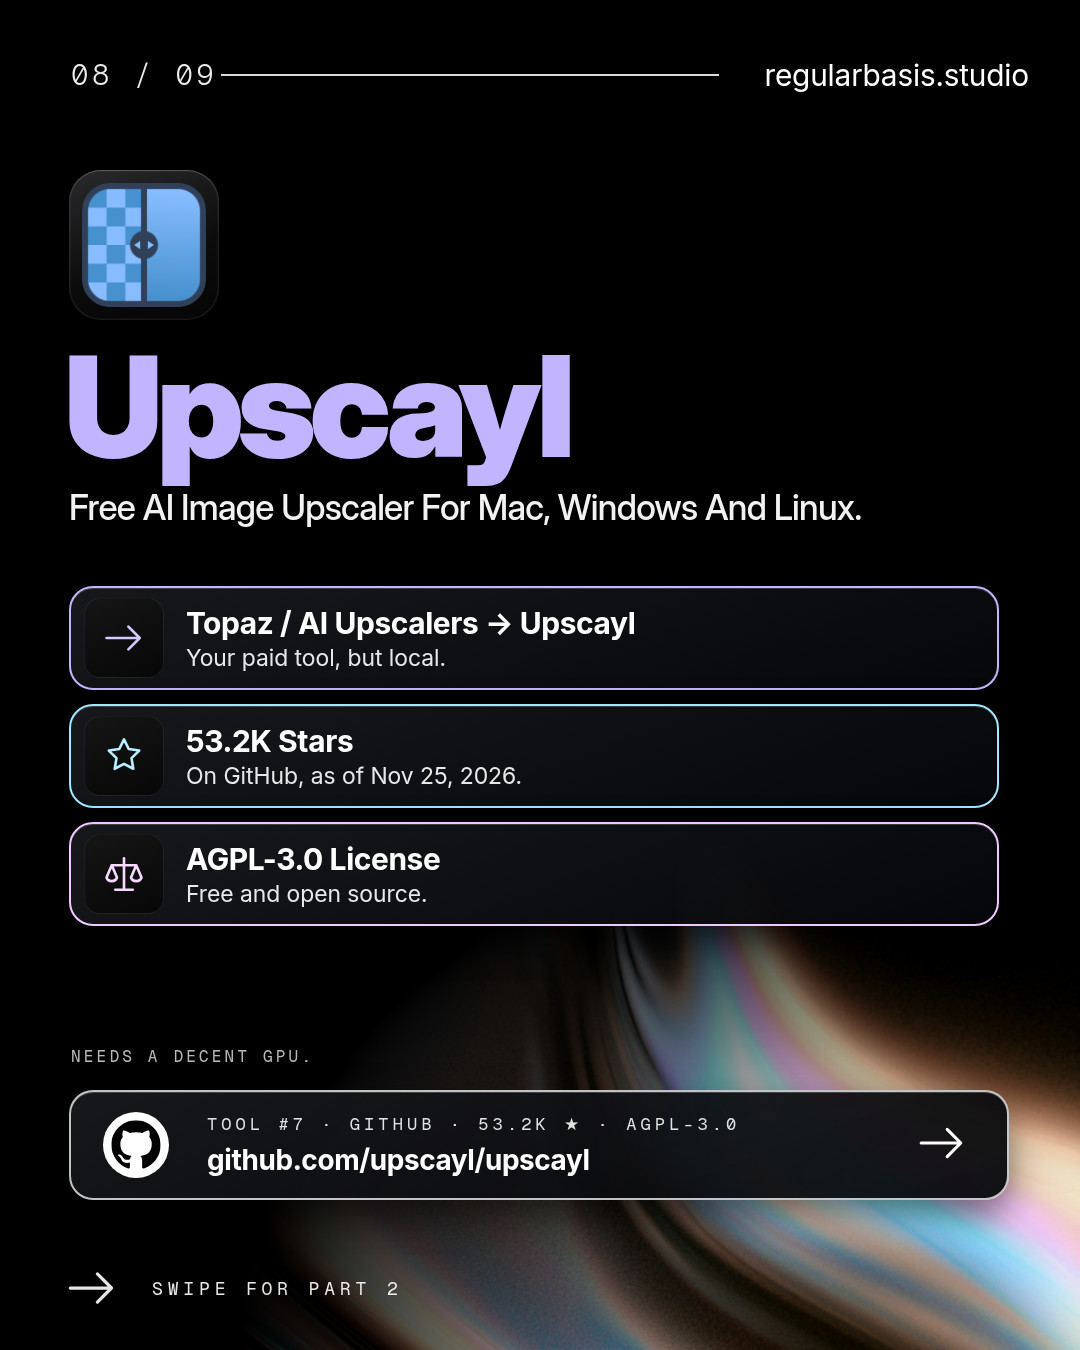 08 / 09
regularbasis.studio
Upscayl
Free AI Image Upscaler For Mac, Windows And Linux.
Topaz / AI Upscalers → Upscayl
Your paid tool, but local.
53.2K Stars
On GitHub, as of Nov 25, 2026.
AGPL-3.0 License
Free and open source.
NEEDS A DECENT GPU.
TOOL #7 · GITHUB · 53.2K ★ · AGPL-3.0
github.com/upscayl/upscayl
SWIPE FOR PART 2